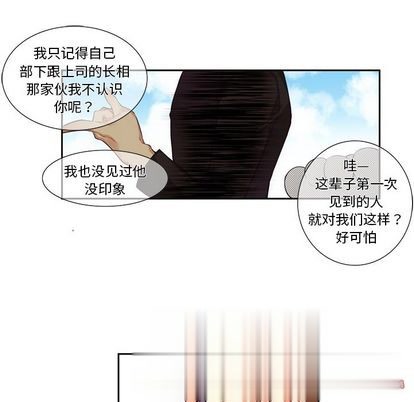 我只记得自己
部下跟上司的长相
那家伙我不认识
你呢？
我也没见过他
没印象
哇—
这辈子第一次
见到的人
就对我们这样？
好可怕